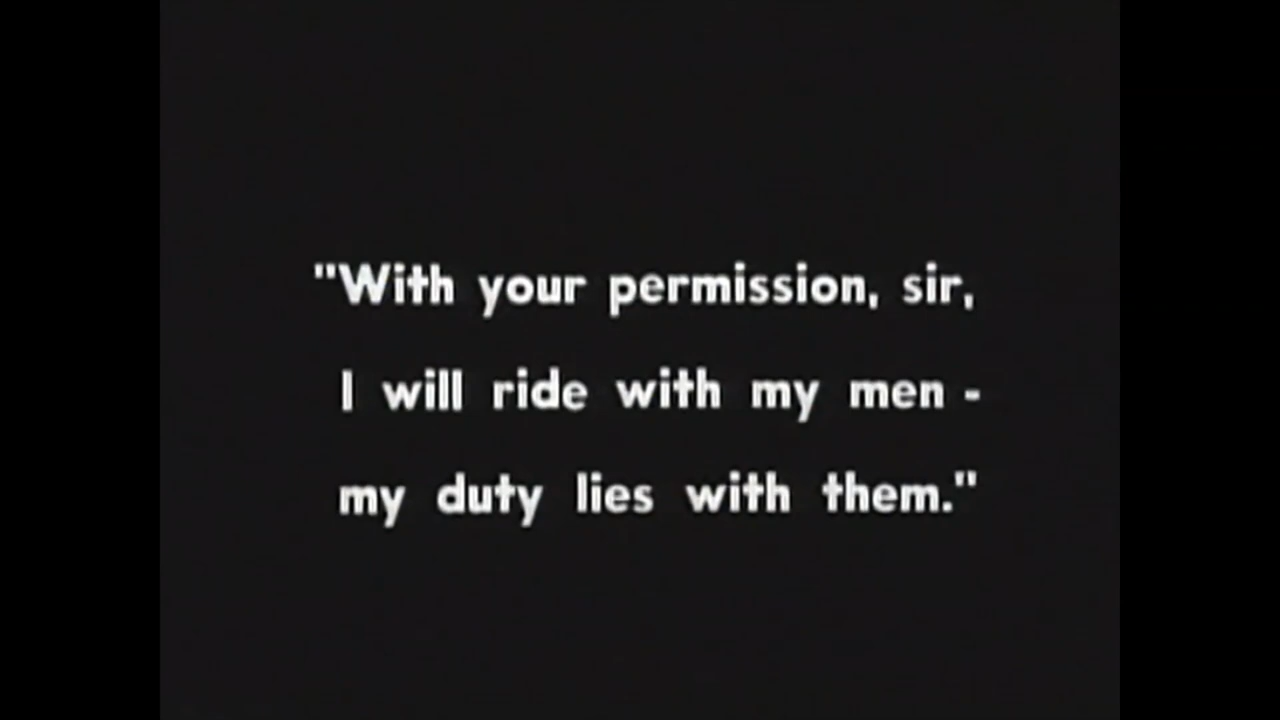 "With your permission, sir,
I will ride with my men -
my duty lies with them."